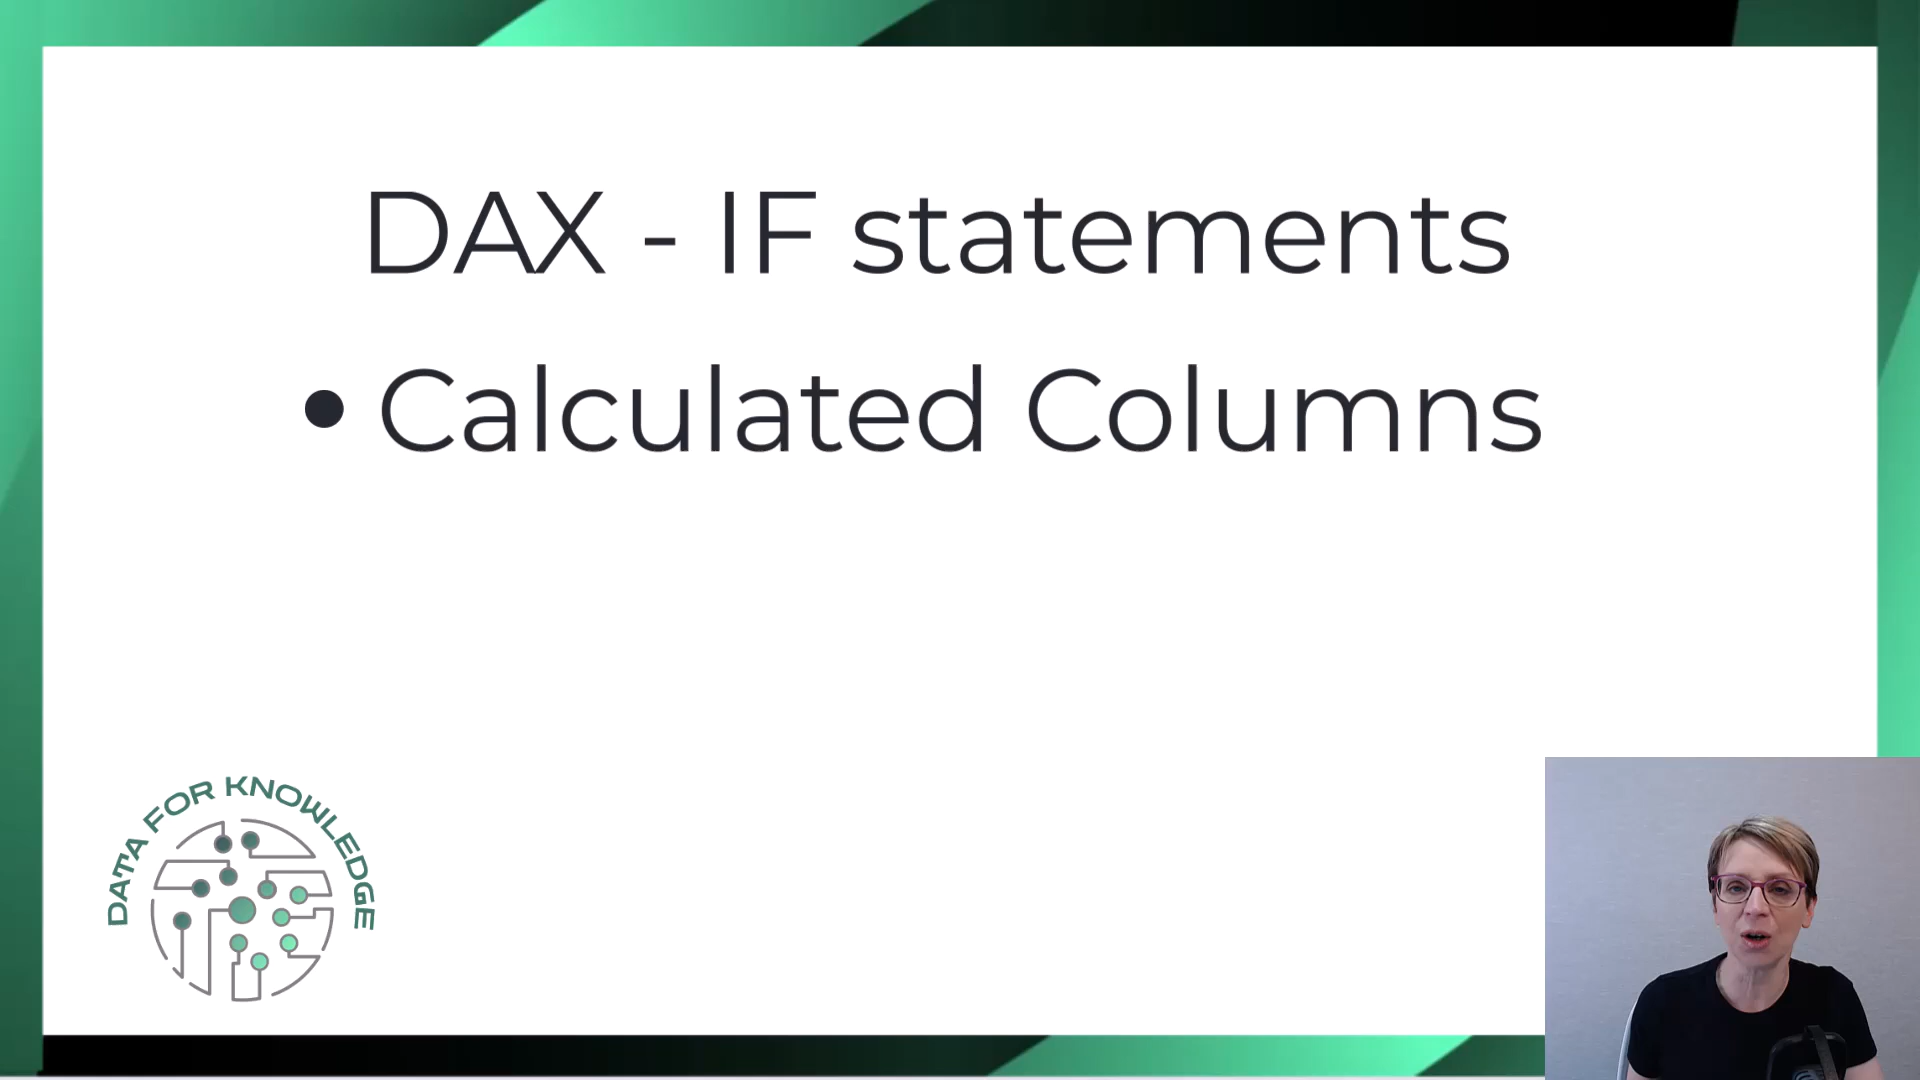 DAX - IF statements
• Calculated Columns
DATA FOR KNOWLEDGE